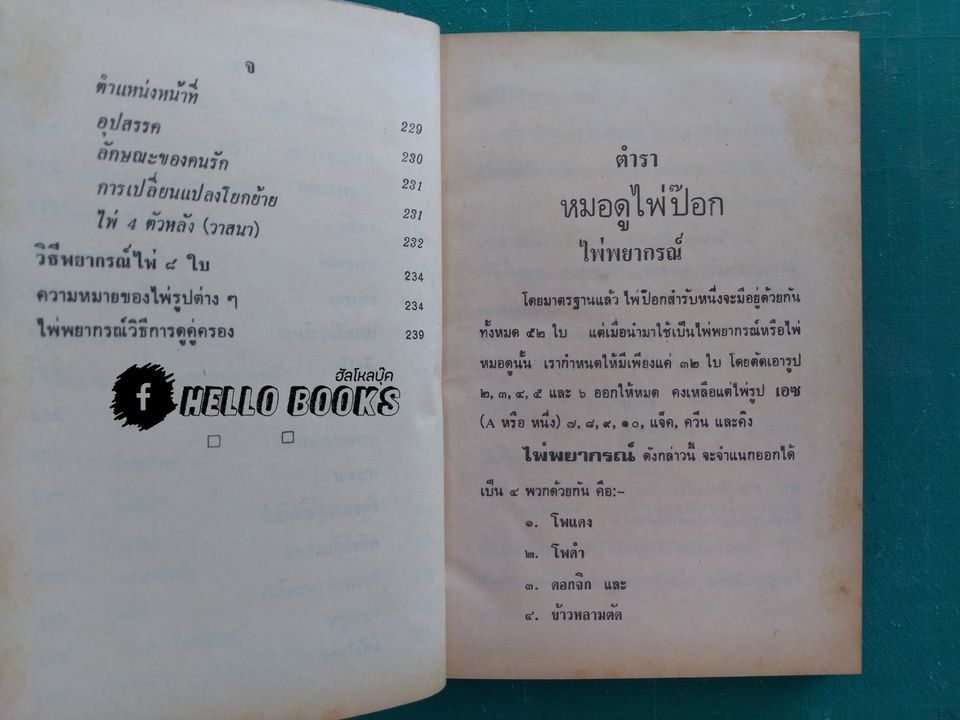 จ
ตำแหน่งหน้าที่ 229
อุปสรรค 230
ลักษณะของคนรัก 231
การเปลี่ยนแปลงโยกย้าย 231
ไพ่ 4 ตัวหลัง (วาสนา) 232
วิธีพยากรณ์ไพ่ ๘ ใบ 234
ความหมายของไพ่รูปต่าง ๆ 234
ไพ่พยากรณ์วิธีการดูคู่ครอง 239
ฮัลโหลบุ๊ค
f HELLO BOOKS
ตำรา
หมอดูไพ่ป๊อก
ไพ่พยากรณ์
โดยมาตรฐานแล้ว ไพ่ป๊อกสำรับหนึ่งจะมีอยู่ด้วยกัน
ทั้งหมด ๕๒ ใบ แต่เมื่อนำมาใช้เป็นไพ่พยากรณ์หรือไพ่
หมอดูนั้น เรากำหนดให้มีเพียงแค่ ๓๒ ใบ โดยตัดเอารูป
๒, ๓, ๔, ๕ และ ๖ ออกให้หมด คงเหลือแต่ไพ่รูป เอซ
(A หรือ หนึ่ง) ๗, ๘, ๙, ๑๐, แจ็ค, ควีน และคิง
ไพ่พยากรณ์ ดังกล่าวนี้ จะจำแนกออกได้
เป็น ๔ พวกด้วยกัน คือ:-
๑. โพแดง
๒. โพดำ
๓. ดอกจิก และ
๔. ข้าวหลามตัด